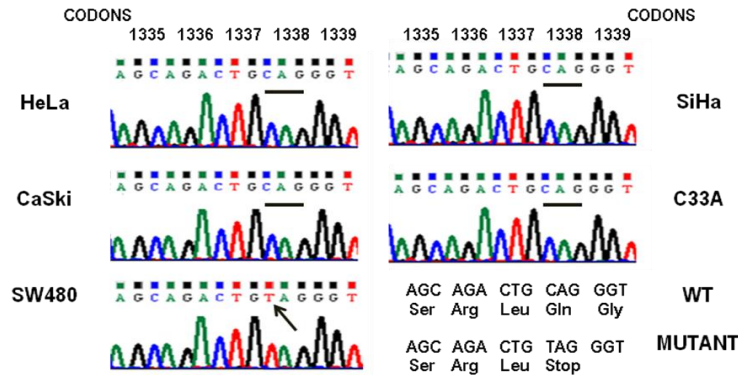 CODONS
1335 1336 1337 1338 1339
HeLa
A G C A G A C T G C A G G G T
CaSki
A G C A G A C T G C A G G G T
SW480
A G C A G A C T G T A G G G T
CODONS
1335 1336 1337 1338 1339
SiHa
A G C A G A C T G C A G G G T
C33A
A G C A G A C T G C A G G G T
AGC AGA CTG CAG GGT
Ser Arg Leu Gln Gly
WT
AGC AGA CTG TAG GGT
Ser Arg Leu Stop
MUTANT